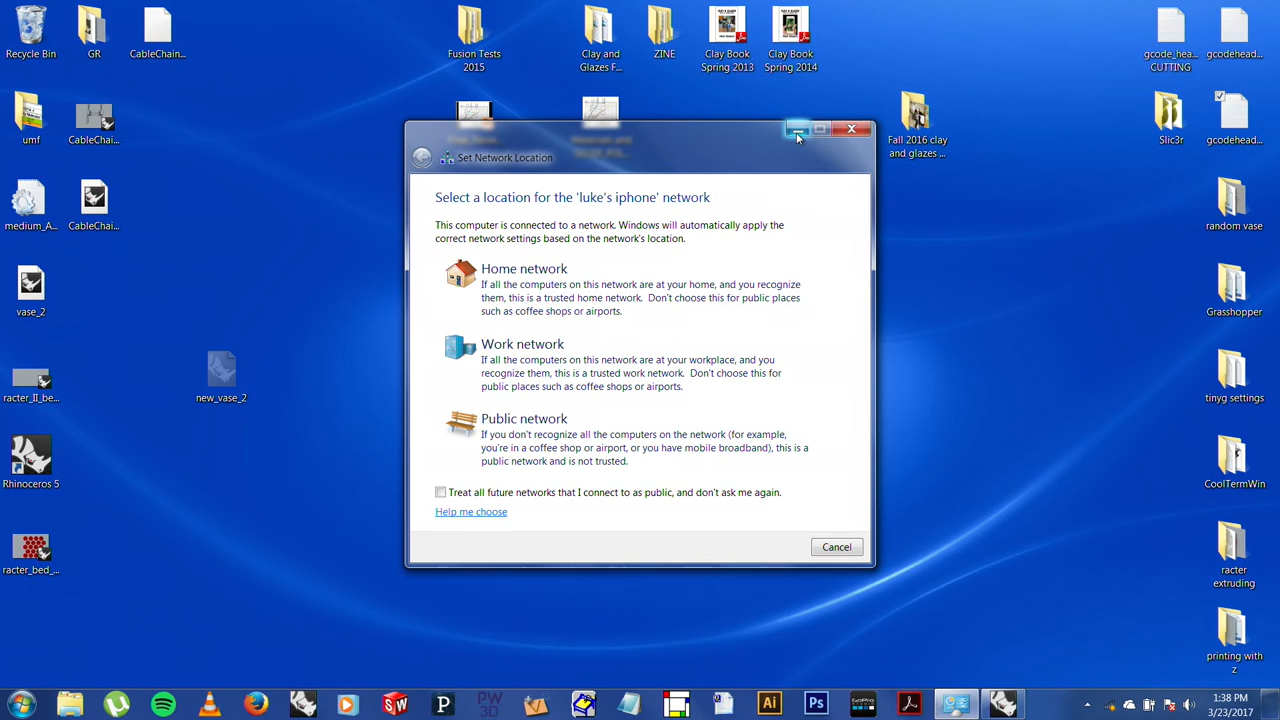 Recycle Bin
GR
CableChain...
Fusion Tests
2015
Clay and
Glazes F...
ZINE
Clay Book
Spring 2013
Clay Book
Spring 2014
gcode_hea...
CUTTING
gcodehead...
umf
CableChai...
Fall 2016 clay
and glazes ...
Slic3r
gcodehead...
medium_A...
CableChai...
random vase
vase_2
Grasshopper
racter_II_be...
new_vase_2
tinyg settings
Rhinoceros 5
CoolTermWin
racter_bed_...
racter
extruding
printing with
z
Set Network Location
Select a location for the 'luke's iphone' network
This computer is connected to a network. Windows will automatically apply the
correct network settings based on the network's location.
Home network
If all the computers on this network are at your home, and you recognize
them, this is a trusted home network. Don't choose this for public places
such as coffee shops or airports.
Work network
If all the computers on this network are at your workplace, and you
recognize them, this is a trusted work network. Don't choose this for
public places such as coffee shops or airports.
Public network
If you don't recognize all the computers on the network (for example,
you're in a coffee shop or airport, or you have mobile broadband), this is a
public network and is not trusted.
Treat all future networks that I connect to as public, and don't ask me again.
Help me choose
Cancel
SW
P
PW
3D
W
Ai
Ps
GoPro
1:38 PM
3/23/2017